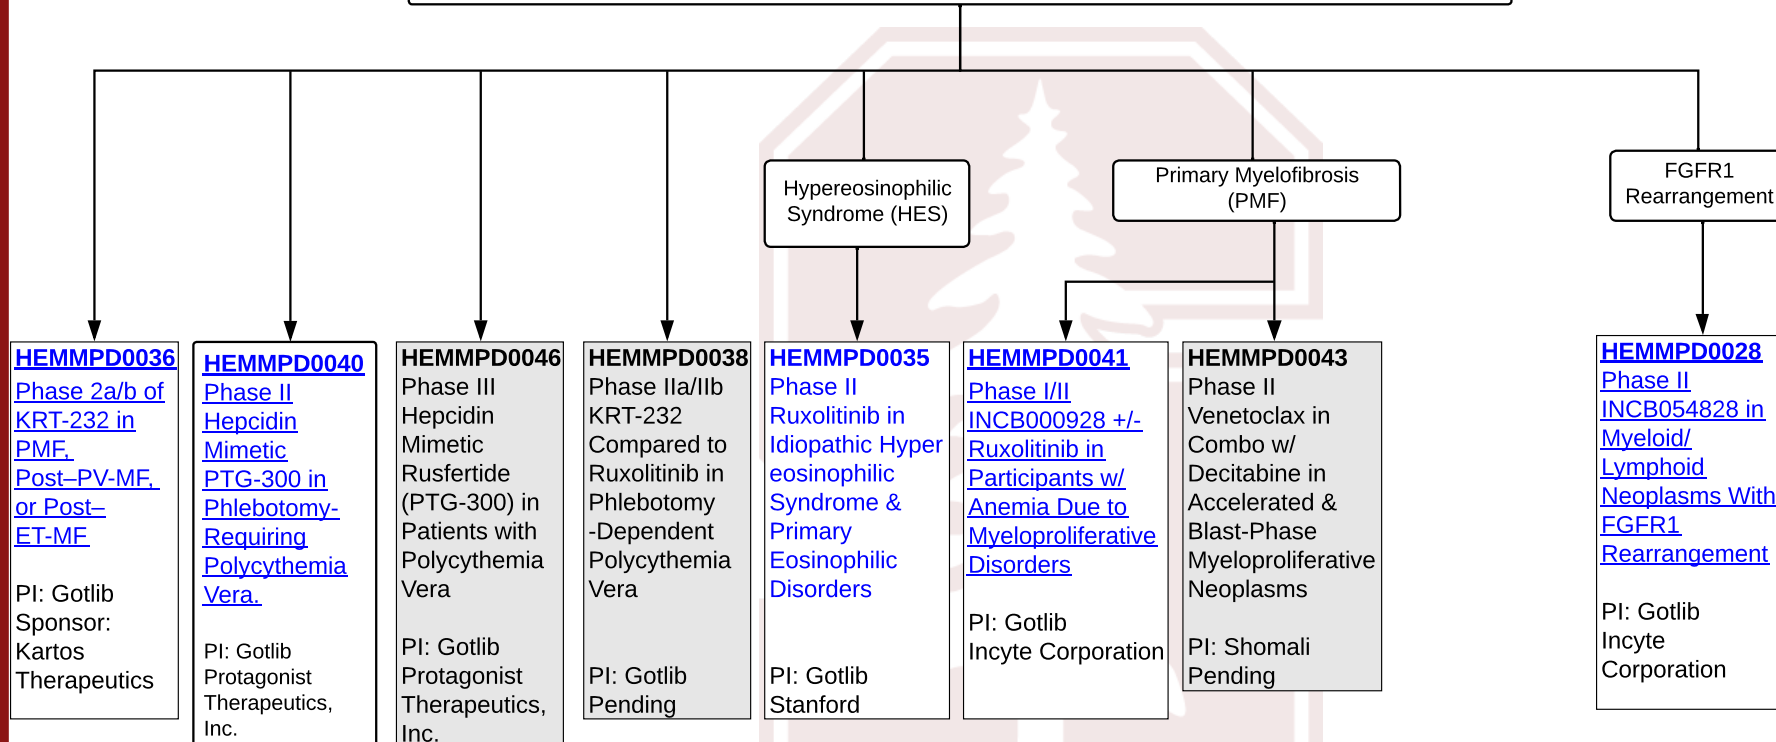 Hypereosinophilic
Syndrome (HES)
Primary Myelofibrosis
(PMF)
FGFR1
Rearrangement
HEMMPD0036
Phase 2a/b of
KRT-232 in
PMF,
Post–PV-MF,
or Post–
ET-MF
PI: Gotlib
Sponsor:
Kartos
Therapeutics
HEMMPD0040
Phase II
Hepcidin
Mimetic
PTG-300 in
Phlebotomy-
Requiring
Polycythemia
Vera.
PI: Gotlib
Protagonist
Therapeutics,
Inc.
HEMMPD0046
Phase III
Hepcidin
Mimetic
Rusfertide
(PTG-300) in
Patients with
Polycythemia
Vera
PI: Gotlib
Protagonist
Therapeutics,
Inc.
HEMMPD0038
Phase IIa/IIb
KRT-232
Compared to
Ruxolitinib in
Phlebotomy
-Dependent
Polycythemia
Vera
PI: Gotlib
Pending
HEMMPD0035
Phase II
Ruxolitinib in
Idiopathic Hyper
eosinophilic
Syndrome &
Primary
Eosinophilic
Disorders
PI: Gotlib
Stanford
HEMMPD0041
Phase I/II
INCB000928 +/-
Ruxolitinib in
Participants w/
Anemia Due to
Myeloproliferative
Disorders
PI: Gotlib
Incyte Corporation
HEMMPD0043
Phase II
Venetoclax in
Combo w/
Decitabine in
Accelerated &
Blast-Phase
Myeloproliferative
Neoplasms
PI: Shomali
Pending
HEMMPD0028
Phase II
INCB054828 in
Myeloid/
Lymphoid
Neoplasms With
FGFR1
Rearrangement
PI: Gotlib
Incyte
Corporation